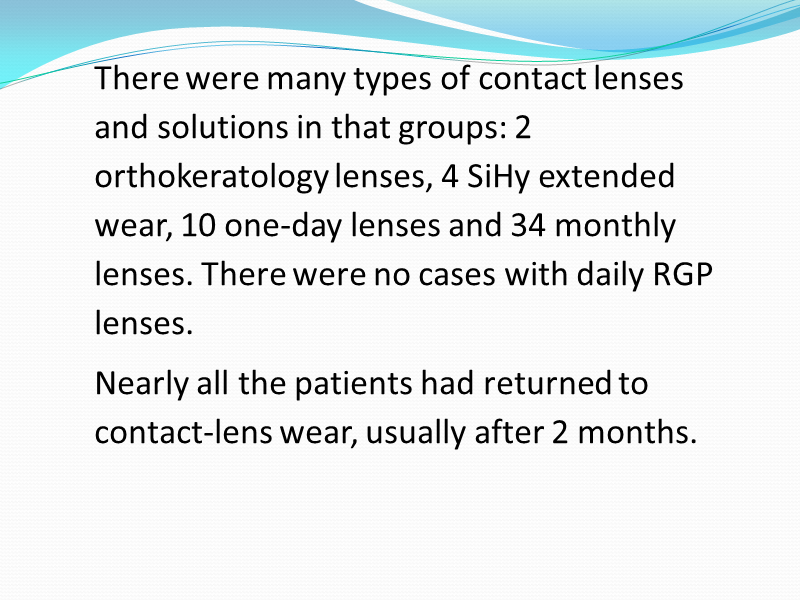 There were many types of contact lenses
and solutions in that groups: 2
orthokeratology lenses, 4 SiHy extended
wear, 10 one-day lenses and 34 monthly
lenses. There were no cases with daily RGP
lenses.
Nearly all the patients had returned to
contact-lens wear, usually after 2 months.